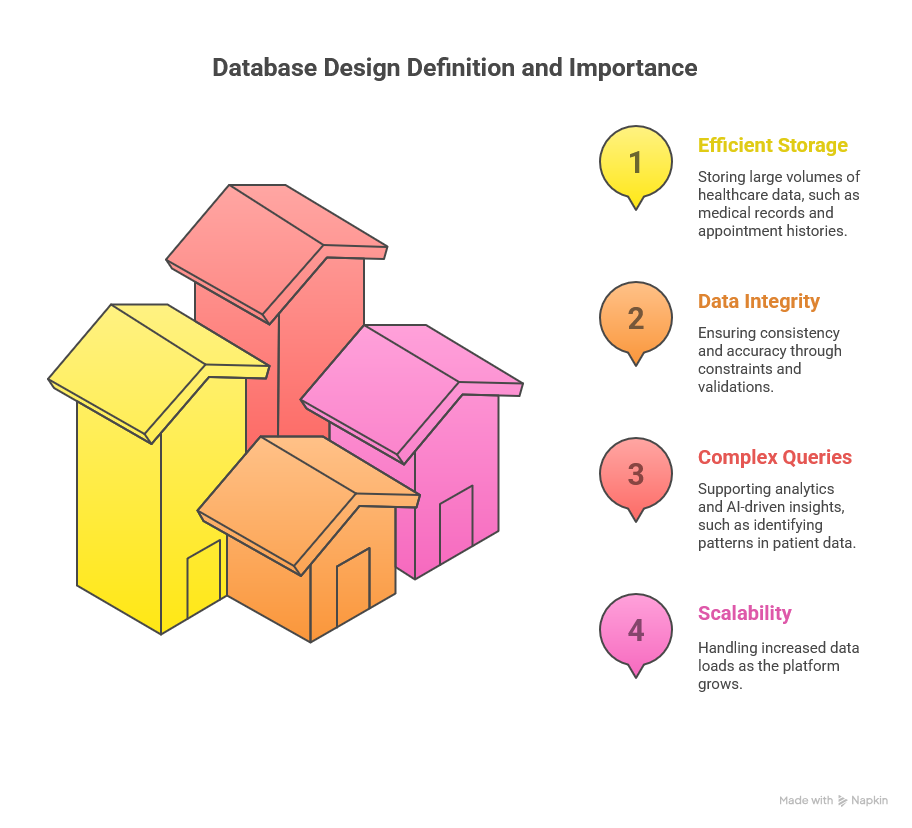 Database Design Definition and Importance
1
Efficient Storage
Storing large volumes of
healthcare data, such as
medical records and
appointment histories.
2
Data Integrity
Ensuring consistency
and accuracy through
constraints and
validations.
3
Complex Queries
Supporting analytics
and AI-driven insights,
such as identifying
patterns in patient data.
4
Scalability
Handling increased data
loads as the platform
grows.
Made with Napkin